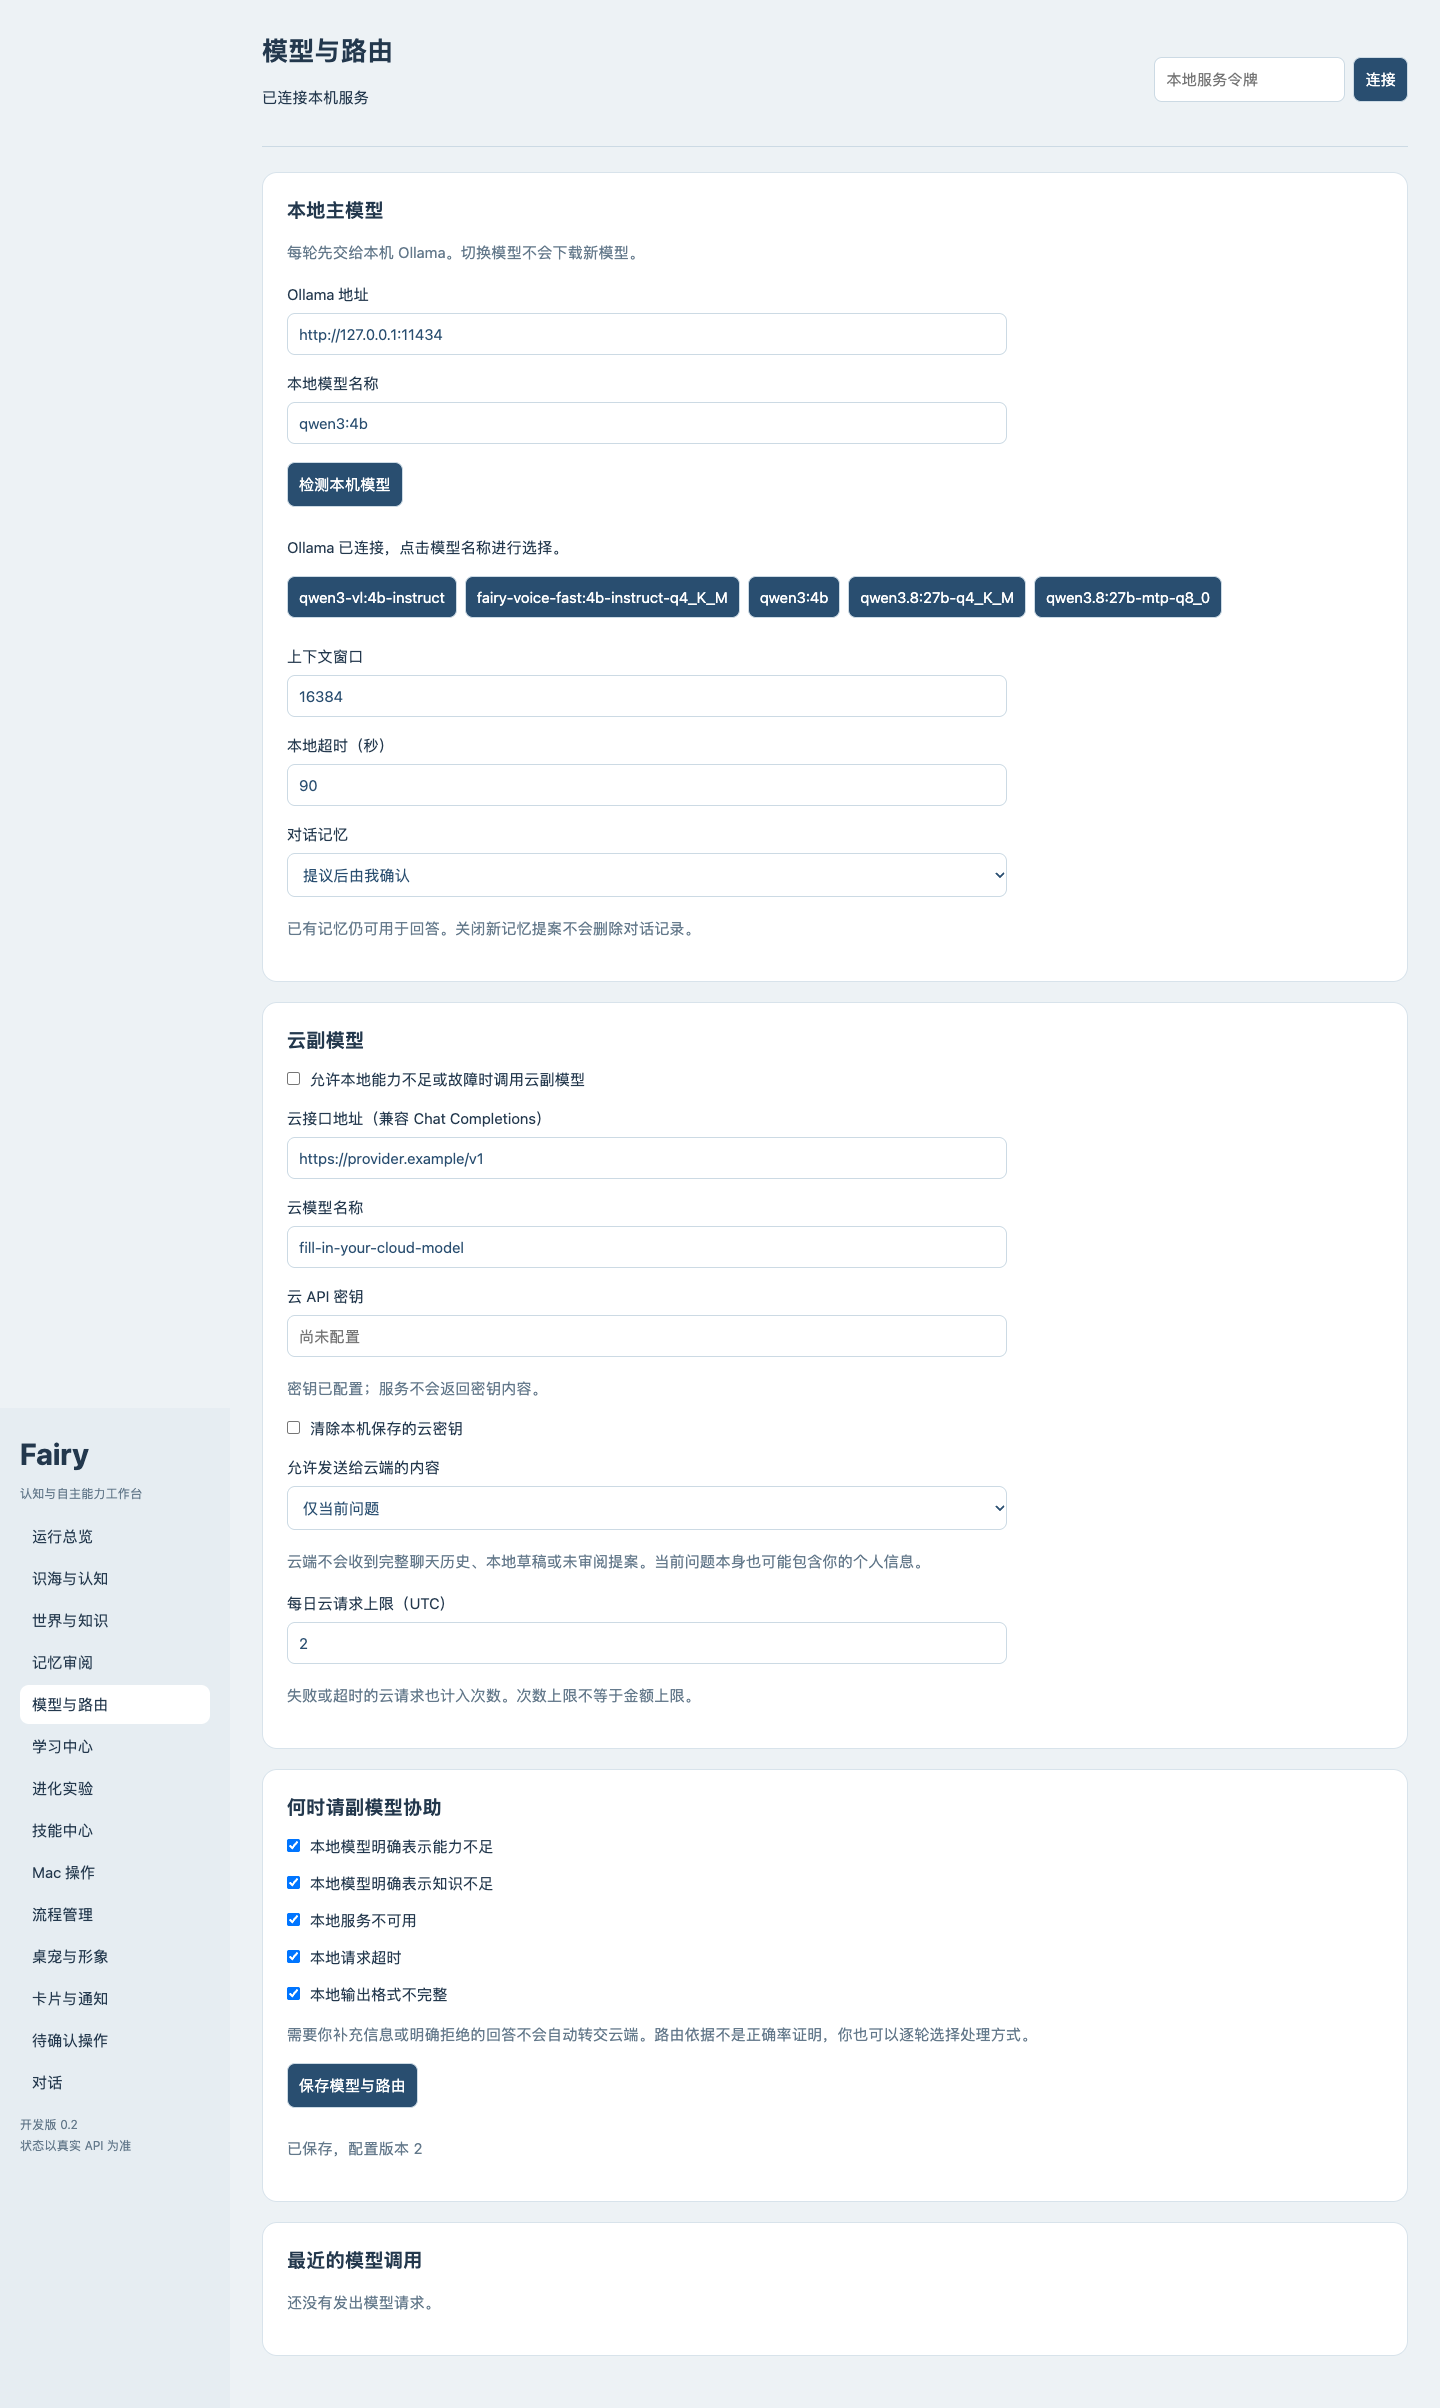 模型与路由
已连接本机服务
本地服务令牌
连接
本地主模型
每轮先交给本机 Ollama。切换模型不会下载新模型。
Ollama 地址
http://127.0.0.1:11434
本地模型名称
qwen3:4b
检测本机模型
Ollama 已连接，点击模型名称进行选择。
qwen3-vl:4b-instruct
fairy-voice-fast:4b-instruct-q4_K_M
qwen3:4b
qwen3.8:27b-q4_K_M
qwen3.8:27b-mtp-q8_0
上下文窗口
16384
本地超时（秒）
90
对话记忆
提议后由我确认
已有记忆仍可用于回答。关闭新记忆提案不会删除对话记录。
云副模型
允许本地能力不足或故障时调用云副模型
云接口地址（兼容 Chat Completions）
https://provider.example/v1
云模型名称
fill-in-your-cloud-model
云 API 密钥
尚未配置
密钥已配置；服务不会返回密钥内容。
清除本机保存的云密钥
允许发送给云端的内容
仅当前问题
云端不会收到完整聊天历史、本地草稿或未审阅提案。当前问题本身也可能包含你的个人信息。
每日云请求上限（UTC）
2
失败或超时的云请求也计入次数。次数上限不等于金额上限。
何时请副模型协助
本地模型明确表示能力不足
本地模型明确表示知识不足
本地服务不可用
本地请求超时
本地输出格式不完整
需要你补充信息或明确拒绝的回答不会自动转交云端。路由依据不是正确率证明，你也可以逐轮选择处理方式。
保存模型与路由
已保存，配置版本 2
最近的模型调用
还没有发出模型请求。
Fairy
认知与自主能力工作台
运行总览
识海与认知
世界与知识
记忆审阅
模型与路由
学习中心
进化实验
技能中心
Mac 操作
流程管理
桌宠与形象
卡片与通知
待确认操作
对话
开发版 0.2
状态以真实 API 为准